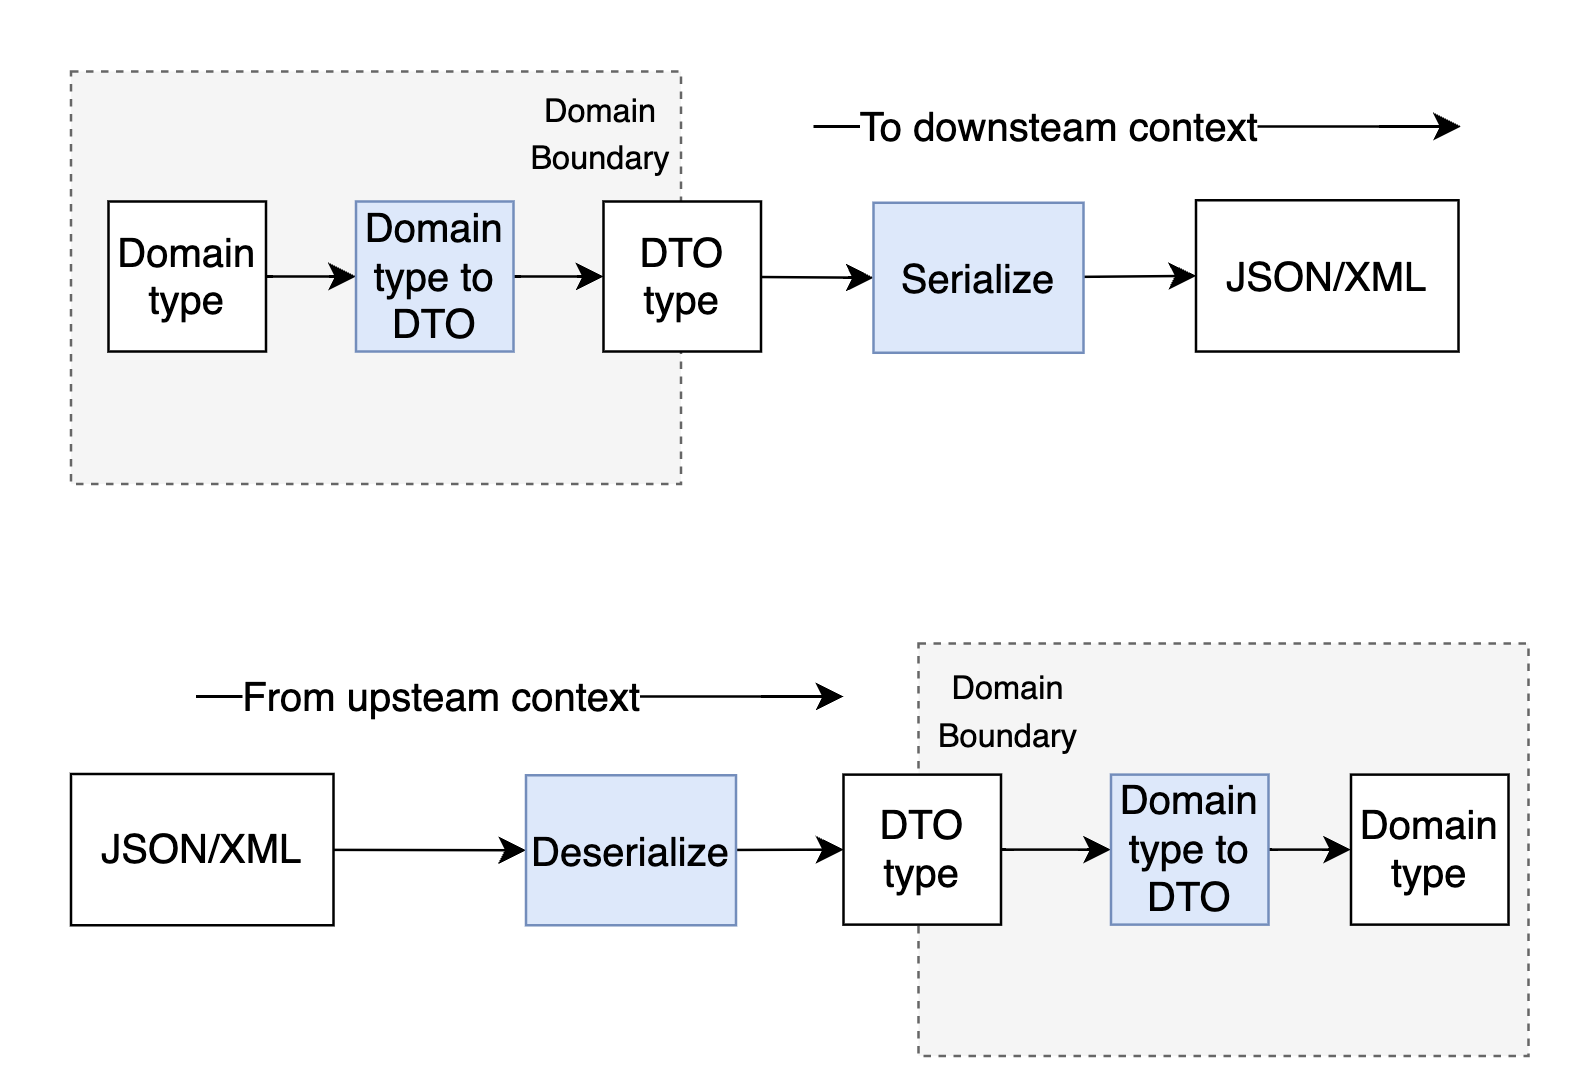 Domain
Boundary
To downsteam context
Domain
type
Domain
type to
DTO
DTO
type
Serialize
JSON/XML
From upsteam context
Domain
Boundary
JSON/XML
Deserialize
DTO
type
Domain
type to
DTO
Domain
type